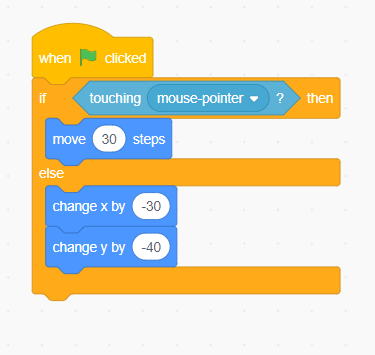 when clicked
if touching mouse-pointer ? then
move 30 steps
else
change x by -30
change y by -40